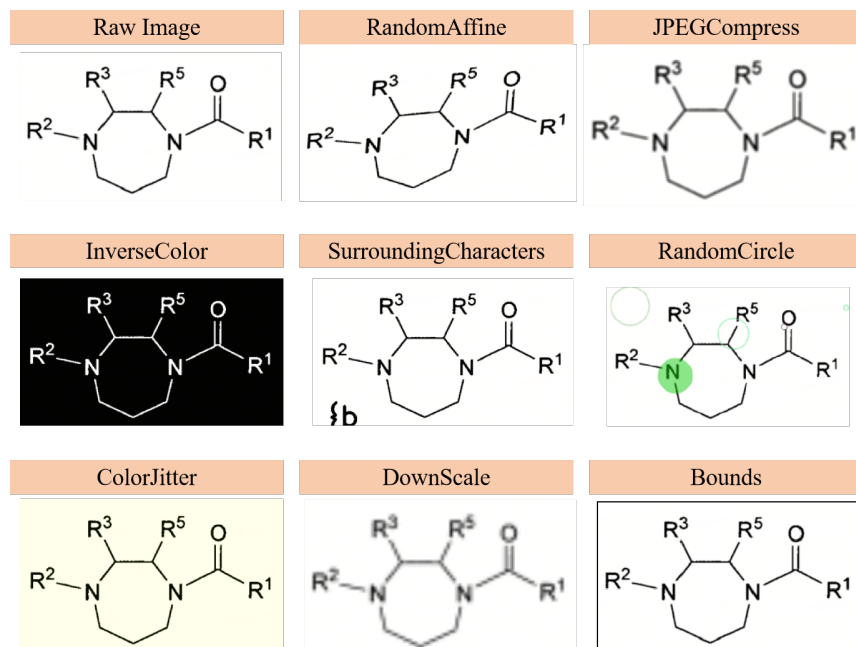 Raw Image
RandomAffine
JPEGCompress
R³ R⁵ O
R² N N R¹
R³ R⁵ O
R² N N R¹
R³ R⁵ O
R² N N R¹
InverseColor
SurroundingCharacters
RandomCircle
R³ R⁵ O
R² N N R¹
R³ R⁵ O
R² N N R¹
b
R³ R⁵ O
R² N N R¹
ColorJitter
DownScale
Bounds
R³ R⁵ O
R² N N R¹
R³ R⁵ O
R² N N R¹
R³ R⁵ O
R² N N R¹